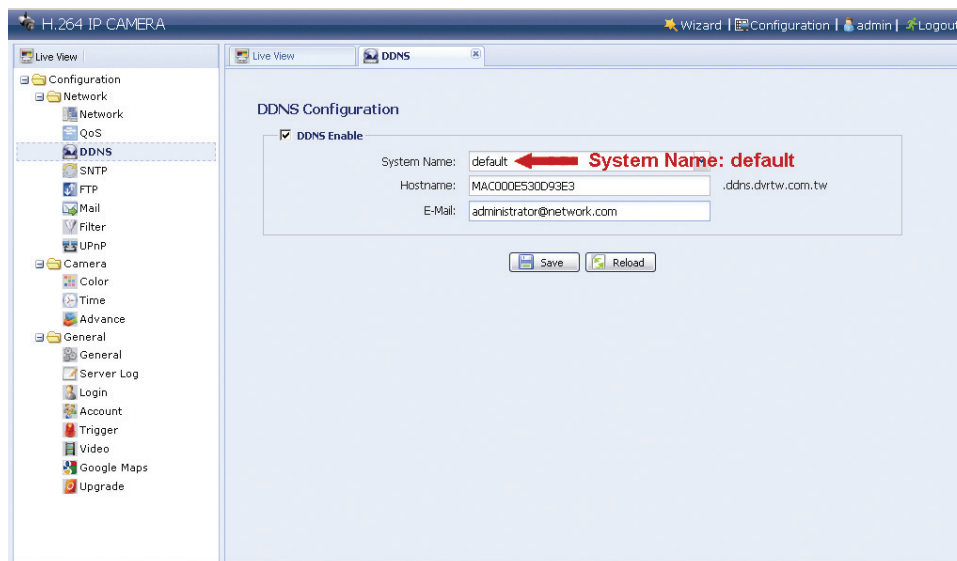 H.264 IP CAMERA
Wizard | Configuration | admin | Logout
Live View
Configuration
Network
Network
QoS
DDNS
SNTP
FTP
Mail
Filter
UPnP
Camera
Color
Time
Advance
General
General
Server Log
Login
Account
Trigger
Video
Google Maps
Upgrade
Live View DDNS
DDNS Configuration
DDNS Enable
System Name: default System Name: default
Hostname: MAC000E530D93E3 .ddns.dvrtw.com.tw
E-Mail: administrator@network.com
Save Reload